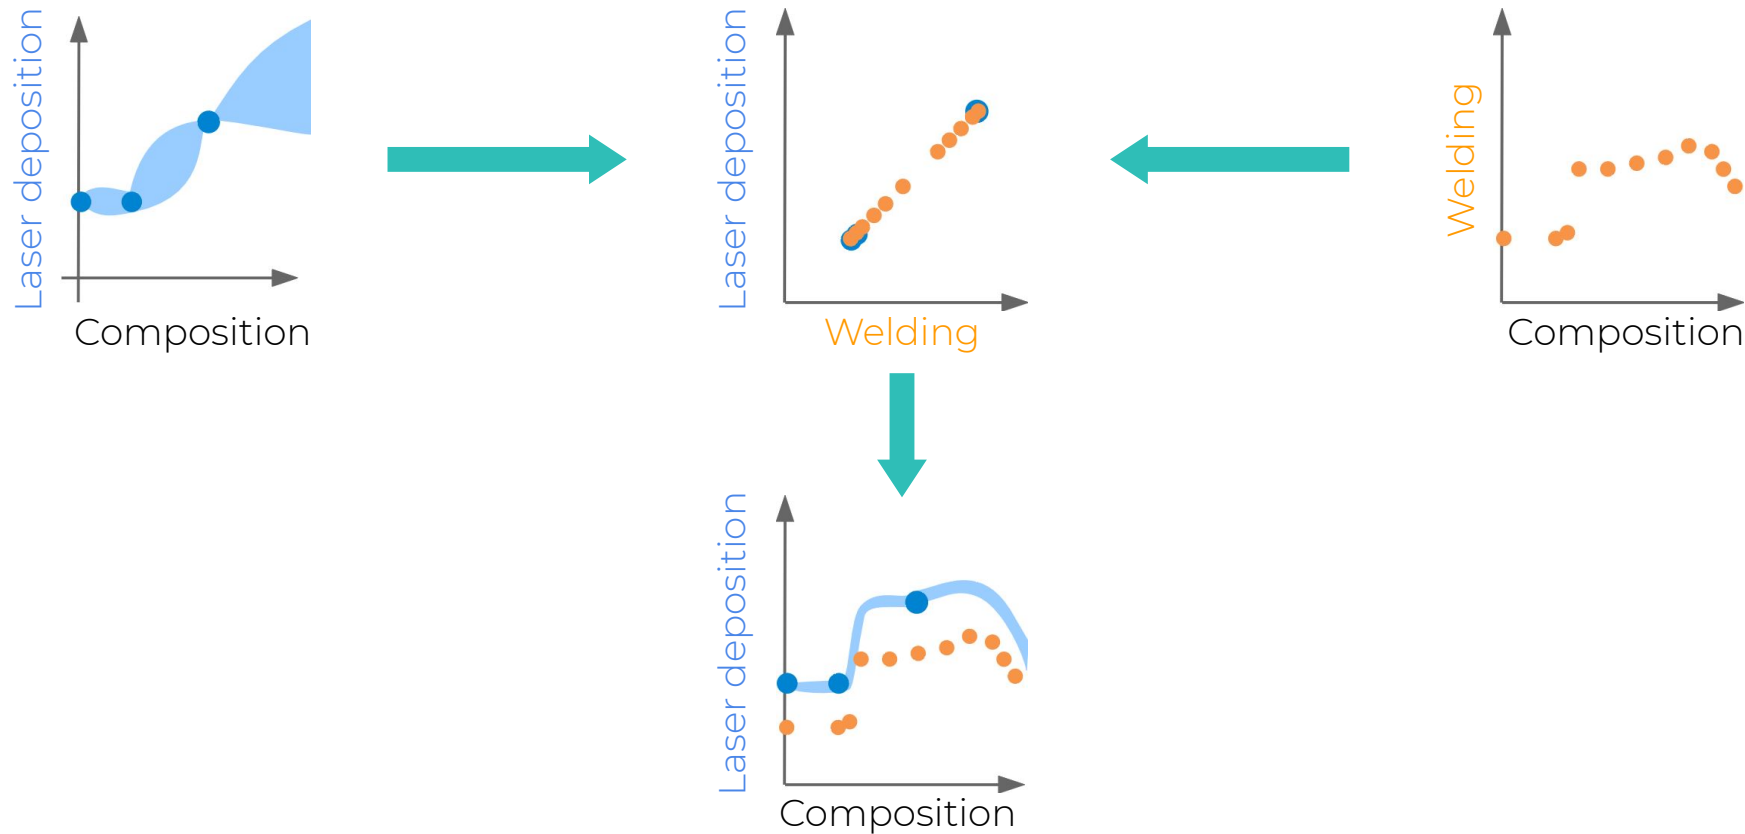 Laser deposition
Composition
Laser deposition
Welding
Welding
Composition
Laser deposition
Composition